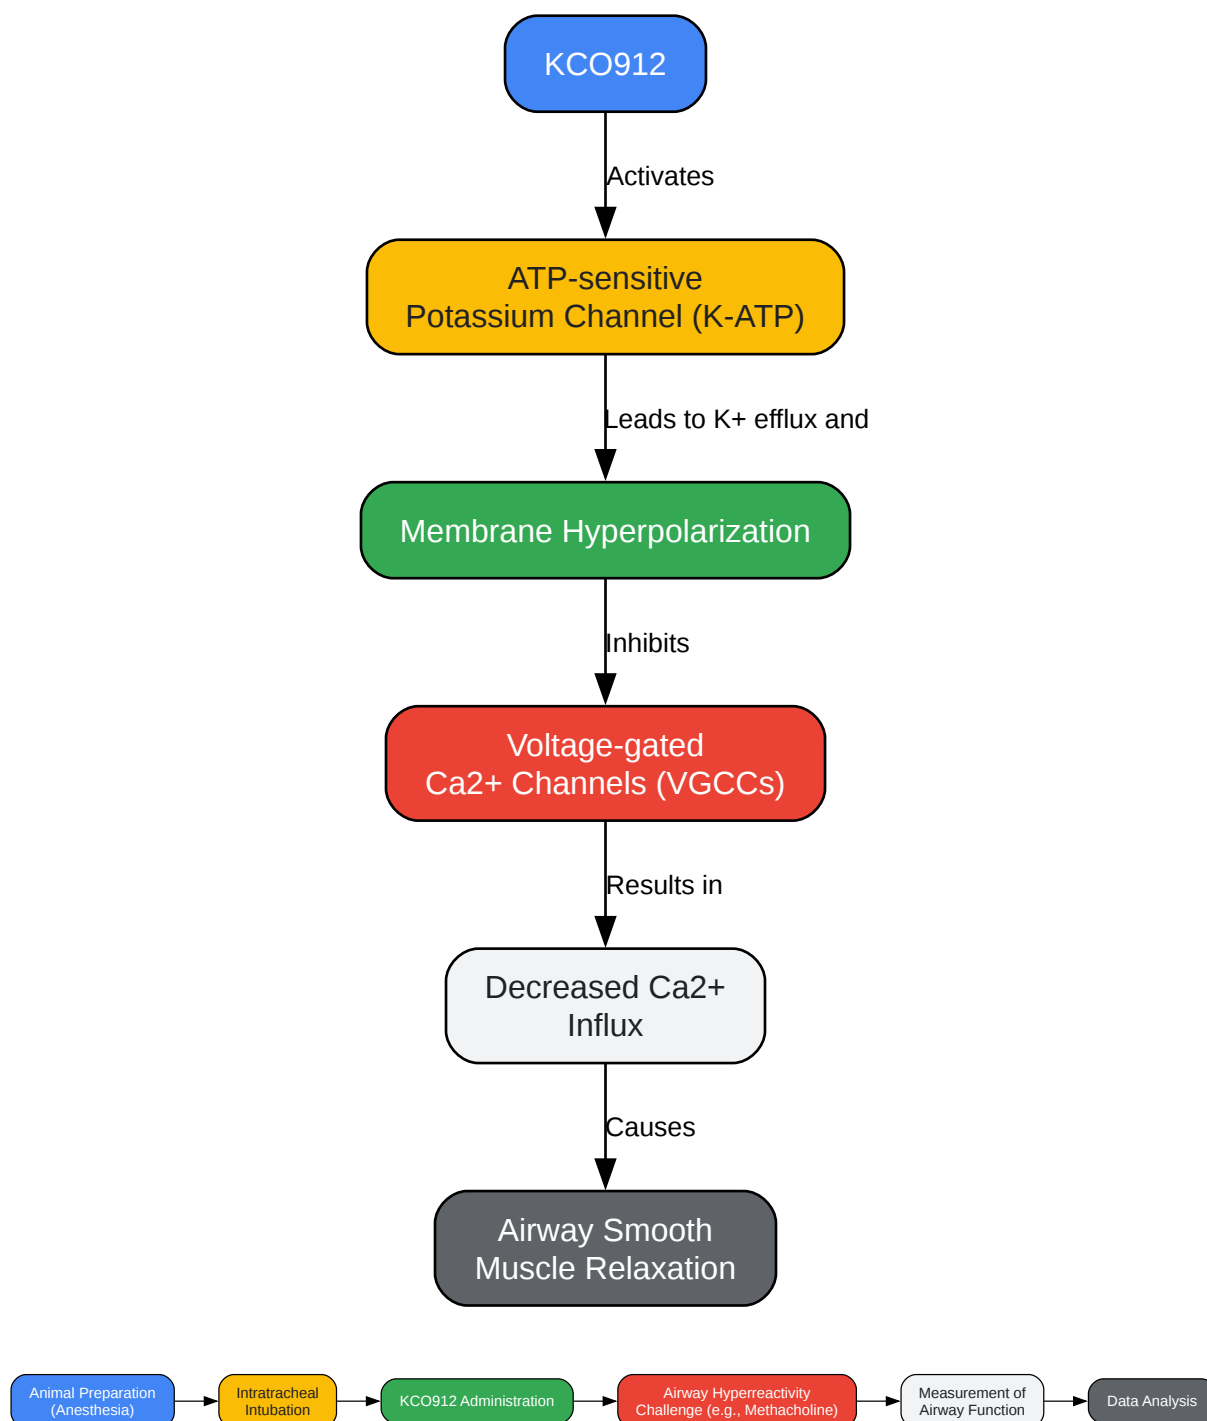 KCO912
Activates
ATP-sensitive
Potassium Channel (K-ATP)
Leads to K+ efflux and
Membrane Hyperpolarization
Inhibits
Voltage-gated
Ca2+ Channels (VGCCs)
Results in
Decreased Ca2+
Influx
Causes
Airway Smooth
Muscle Relaxation
Animal Preparation
(Anesthesia)
Intratracheal
Intubation
KCO912 Administration
Airway Hyperreactivity
Challenge (e.g., Methacholine)
Measurement of
Airway Function
Data Analysis